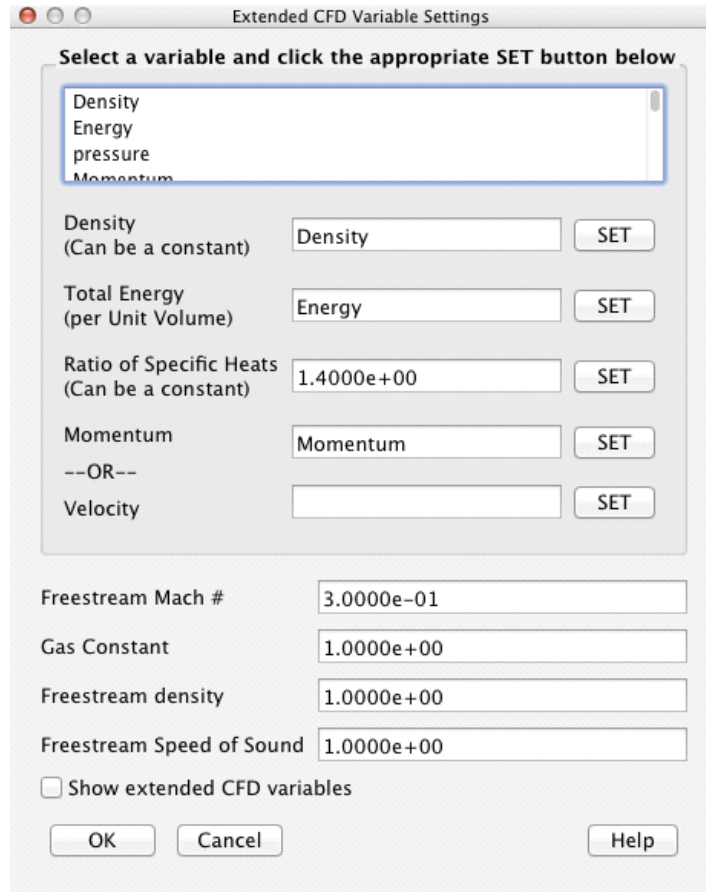 Extended CFD Variable Settings
Select a variable and click the appropriate SET button below
Density
Energy
pressure
Momentum
Density
(Can be a constant)
Density
SET
Total Energy
(per Unit Volume)
Energy
SET
Ratio of Specific Heats
(Can be a constant)
1.4000e+00
SET
Momentum
Momentum
SET
--OR--
Velocity
SET
Freestream Mach #
3.0000e-01
Gas Constant
1.0000e+00
Freestream density
1.0000e+00
Freestream Speed of Sound
1.0000e+00
Show extended CFD variables
OK
Cancel
Help